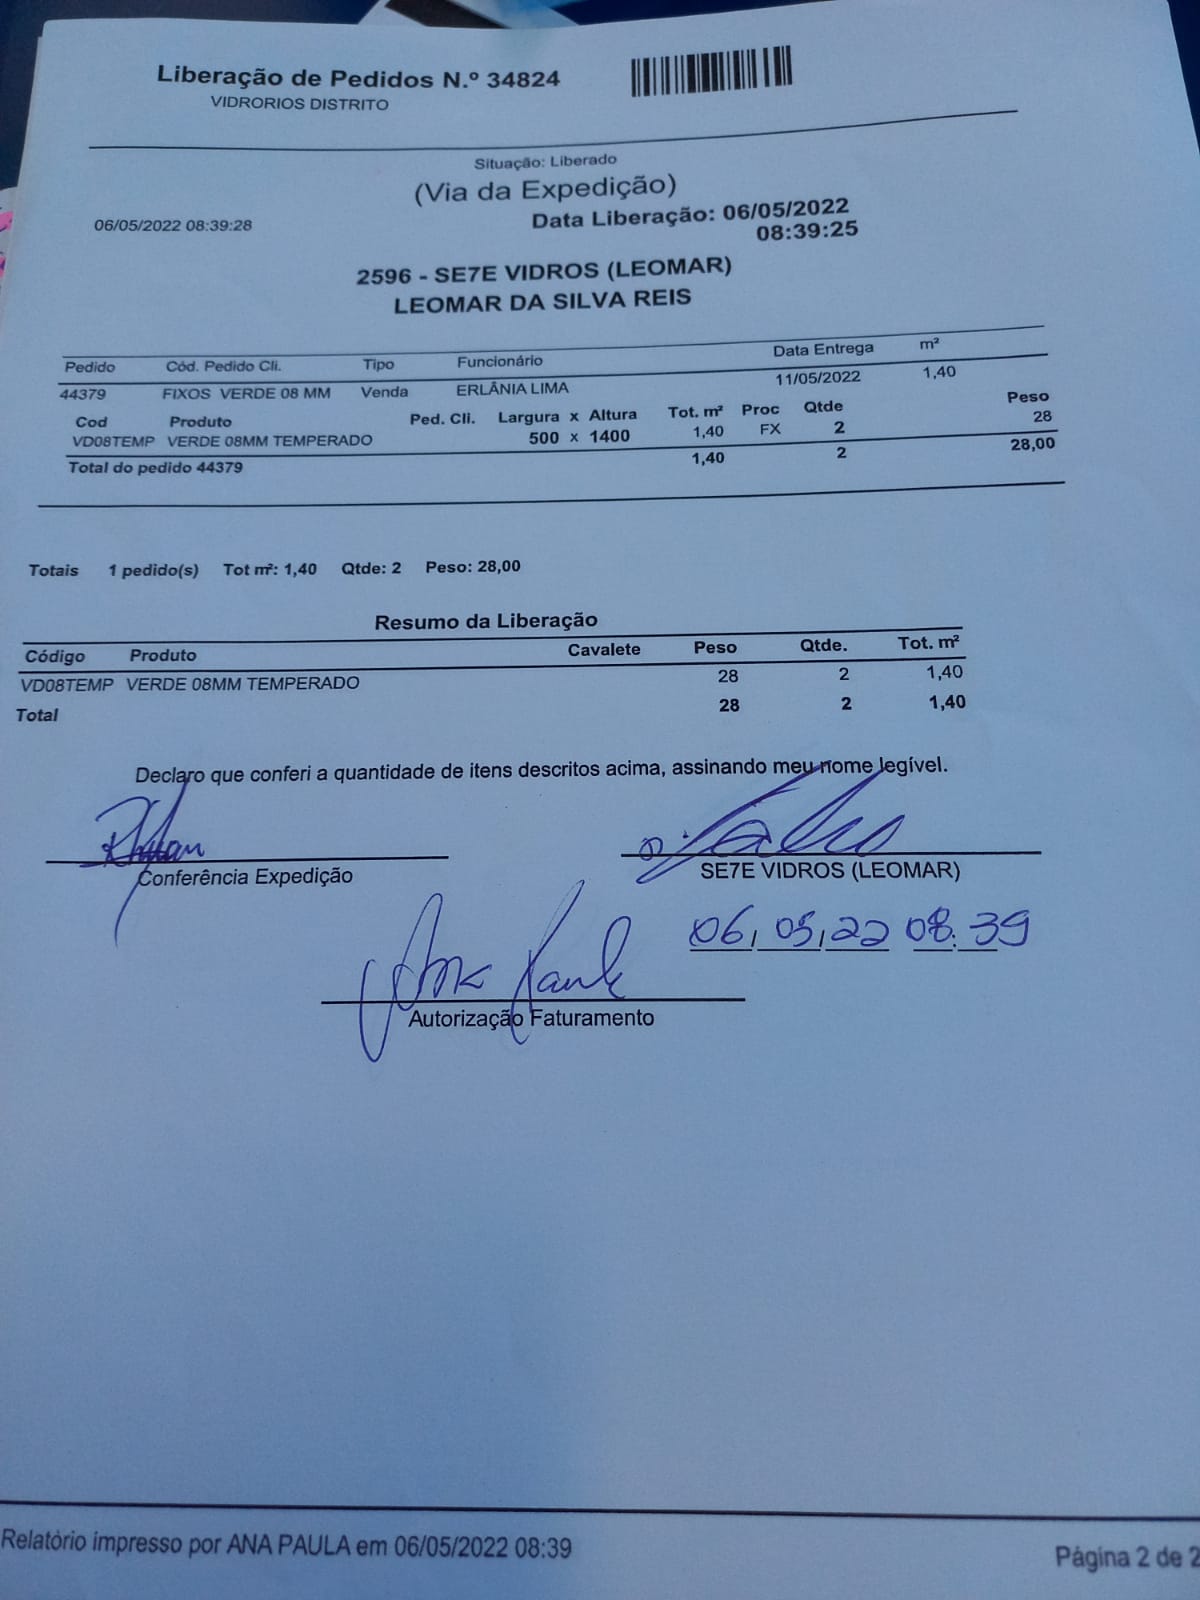 Liberação de Pedidos N.º 34824
VIDRORIOS DISTRITO
Situação: Liberado
(Via da Expedição)
06/05/2022 08:39:28 Data Liberação: 06/05/2022
08:39:25
2596 - SE7E VIDROS (LEOMAR)
LEOMAR DA SILVA REIS
Pedido Cód. Pedido Cli. Tipo Funcionário Data Entrega m²
44379 FIXOS VERDE 08 MM Venda ERLÂNIA LIMA 11/05/2022 1,40
Cod Produto Ped. Cli. Largura x Altura Tot. m² Proc Qtde Peso
VD08TEMP VERDE 08MM TEMPERADO 500 x 1400 1,40 FX 2 28
Total do pedido 44379 1,40 2 28,00
Totais 1 pedido(s) Tot m²: 1,40 Qtde: 2 Peso: 28,00
Resumo da Liberação
Código Produto Cavalete Peso Qtde. Tot. m²
VD08TEMP VERDE 08MM TEMPERADO 28 2 1,40
Total 28 2 1,40
Declaro que conferi a quantidade de itens descritos acima, assinando meu nome legível.
Conferência Expedição SE7E VIDROS (LEOMAR)
06/05/22 08:39
Ana Paula
Autorização Faturamento
Relatório impresso por ANA PAULA em 06/05/2022 08:39
Página 2 de 2